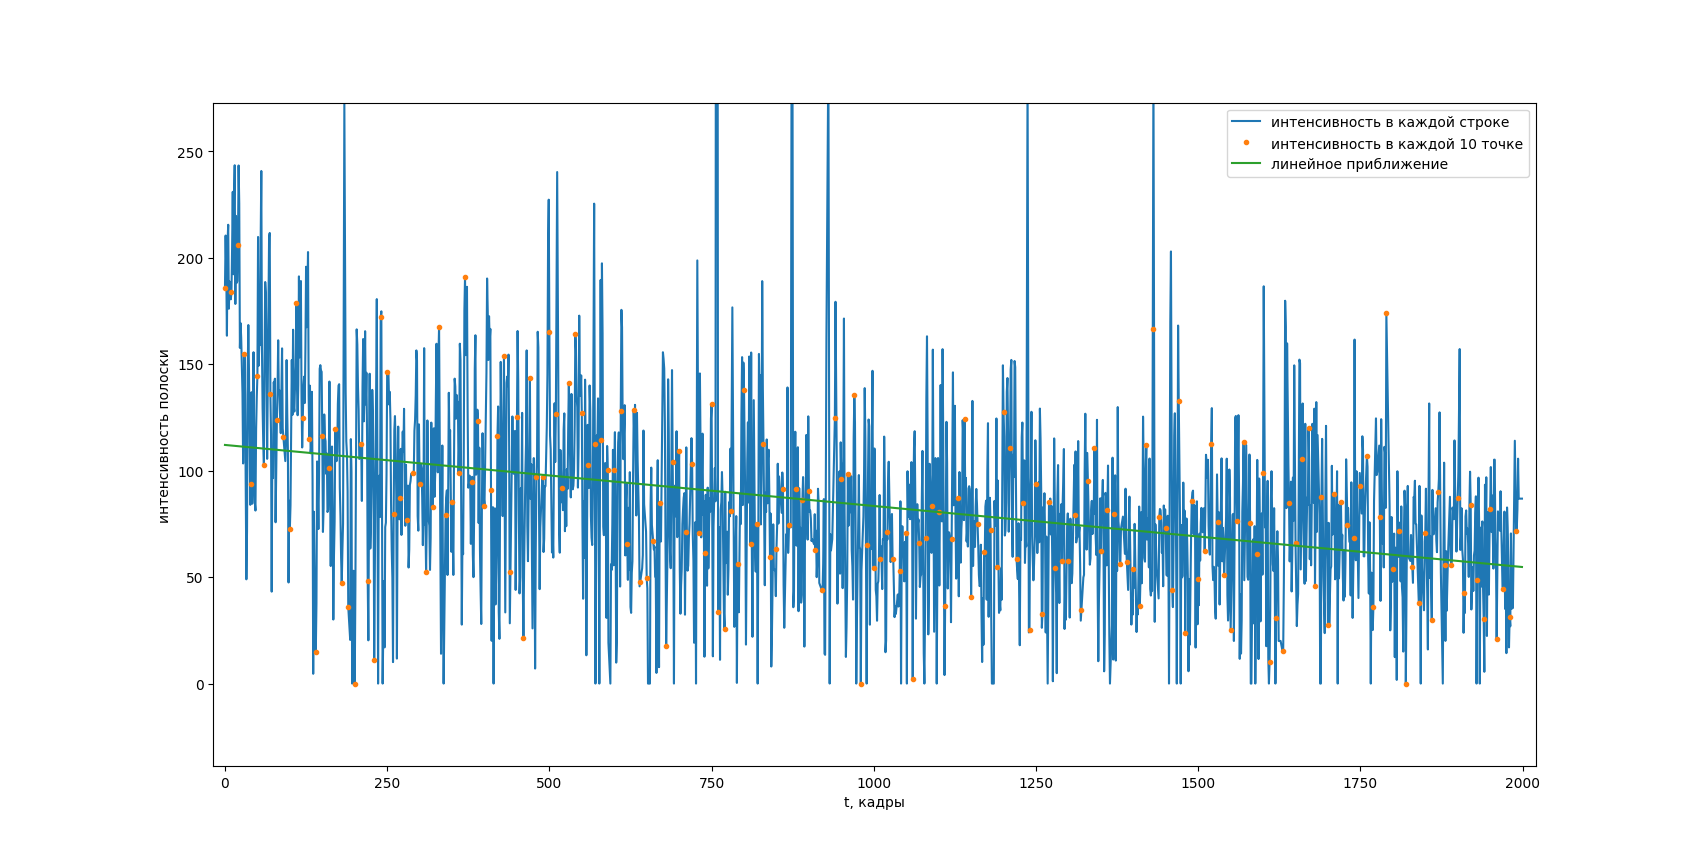 интенсивность в каждой строке
интенсивность в каждой 10 точке
линейное приближение
интенсивность полоски
250
200
150
100
50
0
0 250 500 750 1000 1250 1500 1750 2000
t, кадры